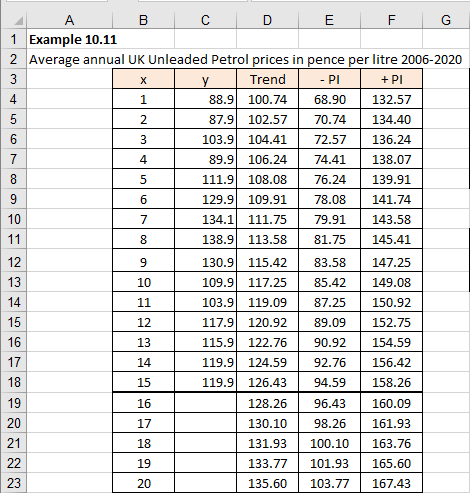 A B C D E F G
1 Example 10.11
2 Average annual UK Unleaded Petrol prices in pence per litre 2006-2020
3 x y Trend - PI + PI
4 1 88.9 100.74 68.90 132.57
5 2 87.9 102.57 70.74 134.40
6 3 103.9 104.41 72.57 136.24
7 4 89.9 106.24 74.41 138.07
8 5 111.9 108.08 76.24 139.91
9 6 129.9 109.91 78.08 141.74
10 7 134.1 111.75 79.91 143.58
11 8 138.9 113.58 81.75 145.41
12 9 130.9 115.42 83.58 147.25
13 10 109.9 117.25 85.42 149.08
14 11 103.9 119.09 87.25 150.92
15 12 117.9 120.92 89.09 152.75
16 13 115.9 122.76 90.92 154.59
17 14 119.9 124.59 92.76 156.42
18 15 119.9 126.43 94.59 158.26
19 16 128.26 96.43 160.09
20 17 130.10 98.26 161.93
21 18 131.93 100.10 163.76
22 19 133.77 101.93 165.60
23 20 135.60 103.77 167.43